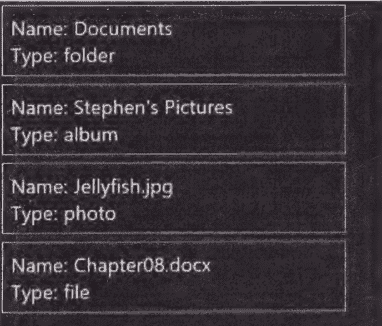 Name: Documents
Type: folder
Name: Stephen's Pictures
Type: album
Name: Jellyfish.jpg
Type: photo
Name: Chapter08.docx
Type: file